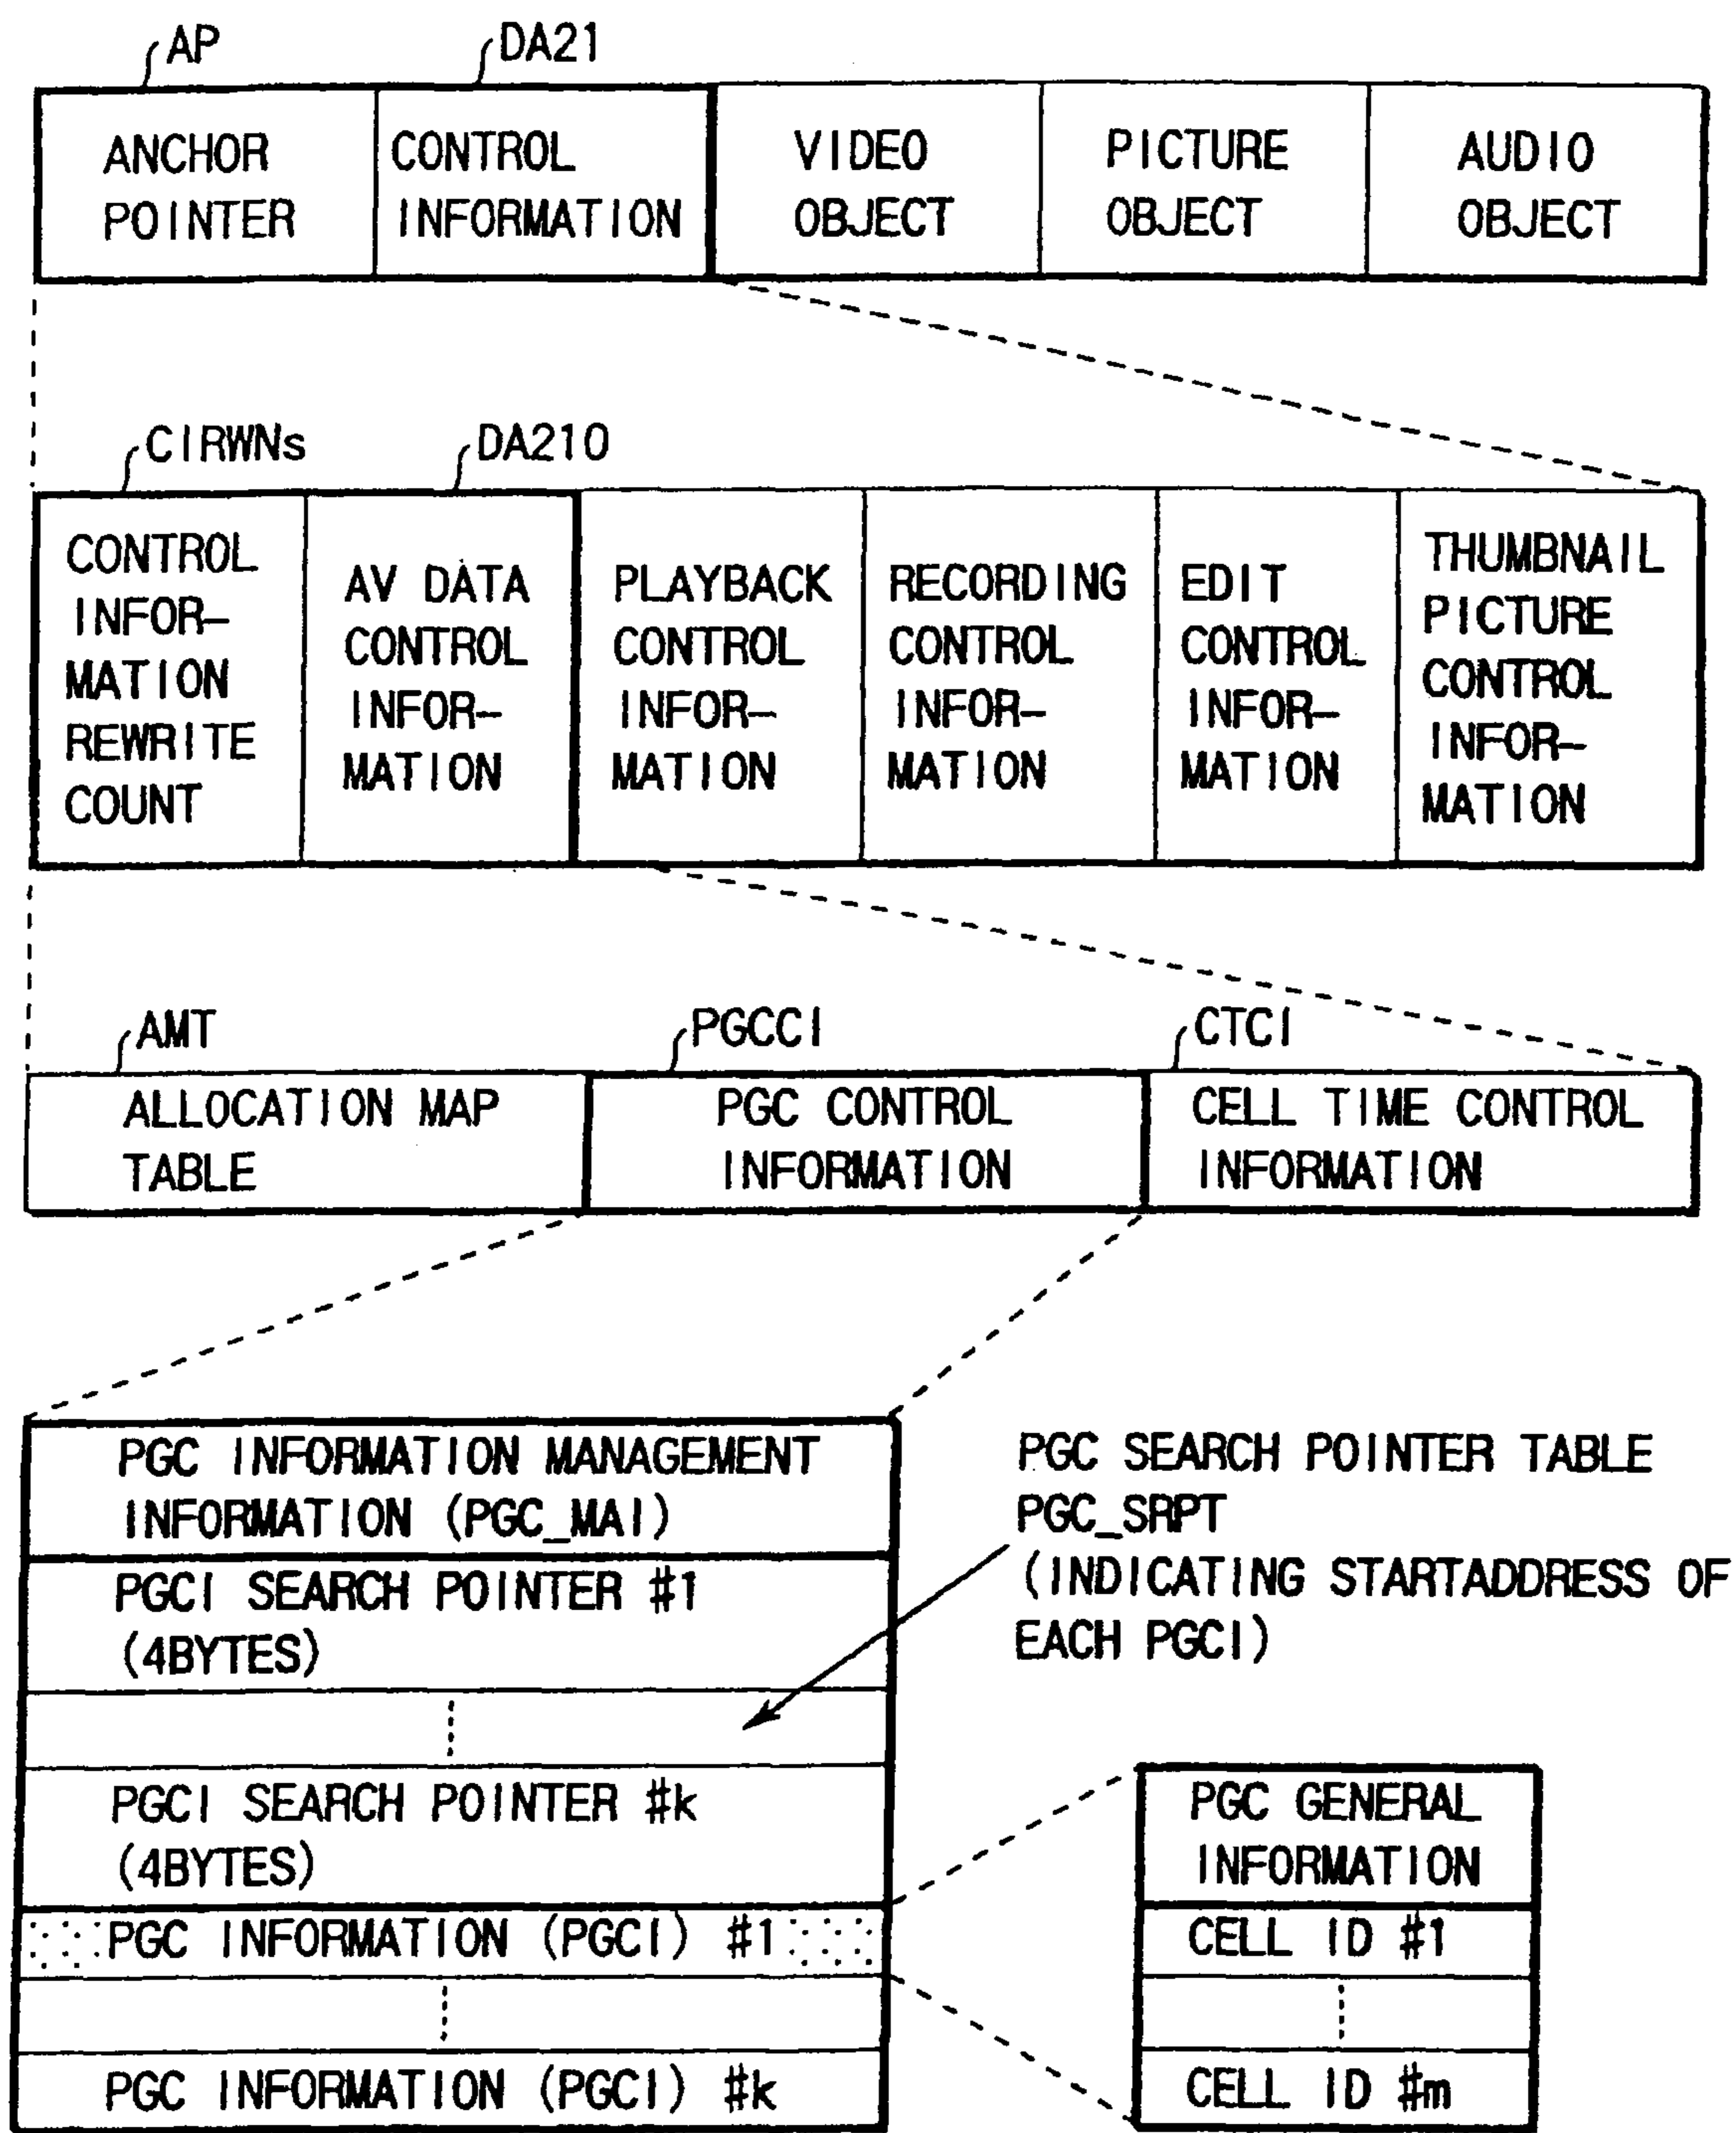 AP
DA21
ANCHOR
POINTER
CONTROL
INFORMATION
VIDEO
OBJECT
PICTURE
OBJECT
AUDIO
OBJECT
CIRWNs
DA210
CONTROL
INFOR-
MATION
REWRITE
COUNT
AV DATA
CONTROL
INFOR-
MATION
PLAYBACK
CONTROL
INFOR-
MATION
RECORDING
CONTROL
INFOR-
MATION
EDIT
CONTROL
INFOR-
MATION
THUMBNAIL
PICTURE
CONTROL
INFOR-
MATION
AMT
PGCCI
CTCI
ALLOCATION MAP
TABLE
PGC CONTROL
INFORMATION
CELL TIME CONTROL
INFORMATION
PGC INFORMATION MANAGEMENT
INFORMATION (PGC_MAI)
PGCI SEARCH POINTER #1
(4BYTES)
PGCI SEARCH POINTER #k
(4BYTES)
PGC INFORMATION (PGCI) #1
PGC INFORMATION (PGCI) #k
PGC SEARCH POINTER TABLE
PGC_SRPT
(INDICATING STARTADDRESS OF
EACH PGCI)
PGC GENERAL
INFORMATION
CELL ID #1
CELL ID #m